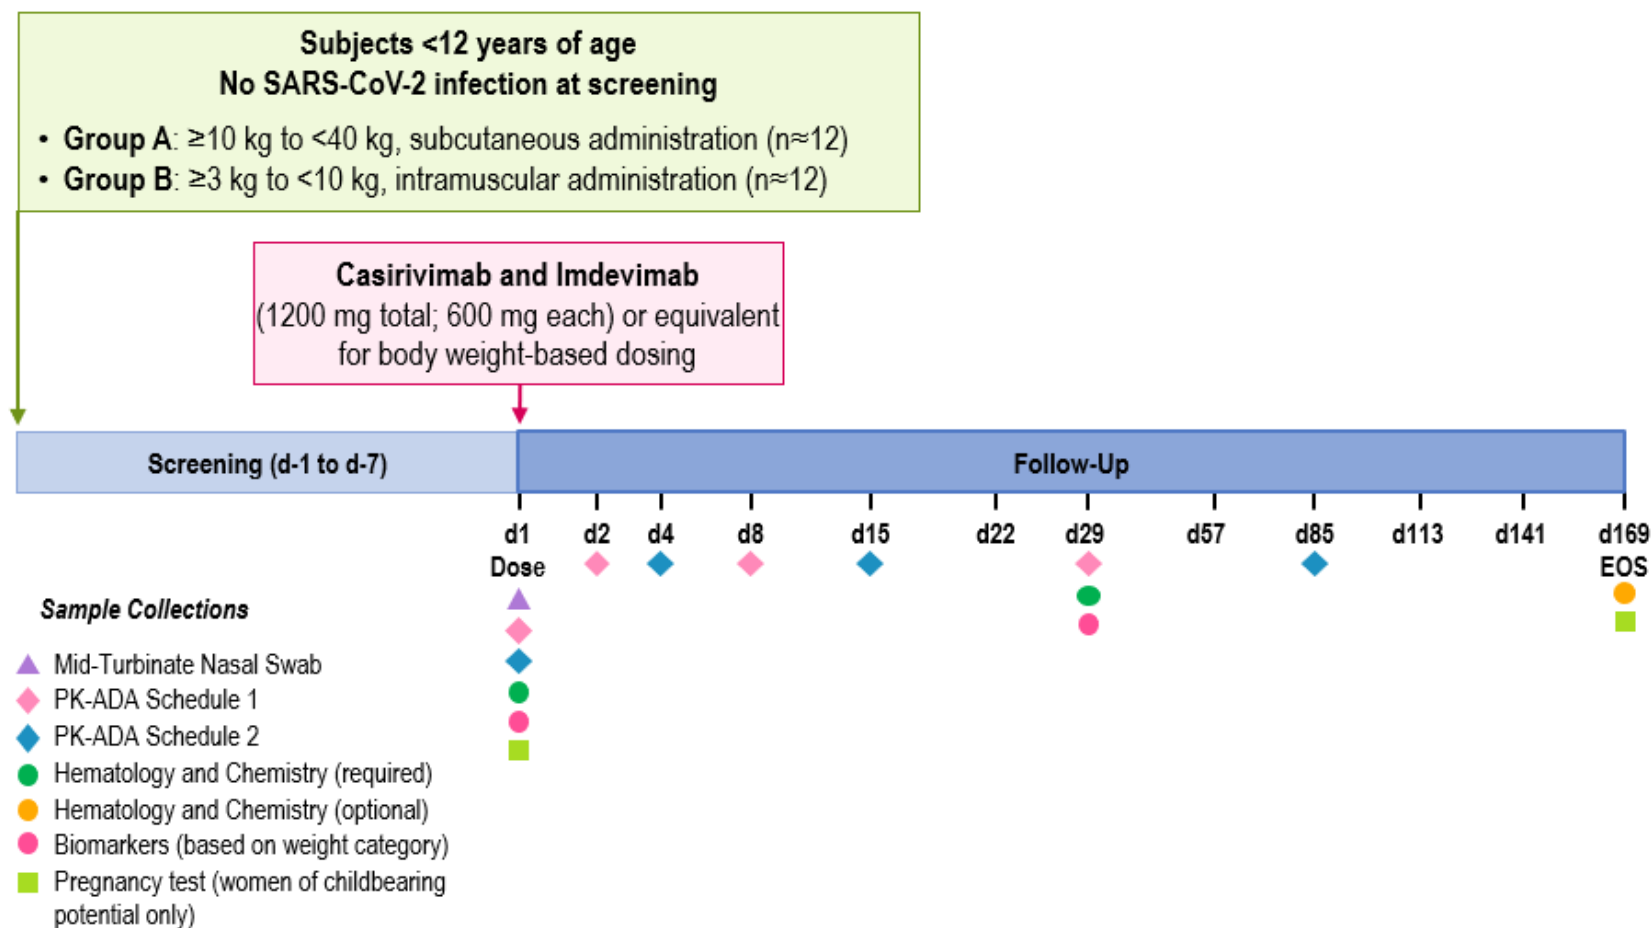 Subjects <12 years of age
No SARS-CoV-2 infection at screening
• Group A: ≥10 kg to <40 kg, subcutaneous administration (n≈12)
• Group B: ≥3 kg to <10 kg, intramuscular administration (n≈12)
Casirivimab and Imdevimab
(1200 mg total; 600 mg each) or equivalent
for body weight-based dosing
Screening (d-1 to d-7)
Follow-Up
d1 d2 d4 d8 d15 d22 d29 d57 d85 d113 d141 d169
Dose EOS
Sample Collections
Mid-Turbinate Nasal Swab
PK-ADA Schedule 1
PK-ADA Schedule 2
Hematology and Chemistry (required)
Hematology and Chemistry (optional)
Biomarkers (based on weight category)
Pregnancy test (women of childbearing
potential only)